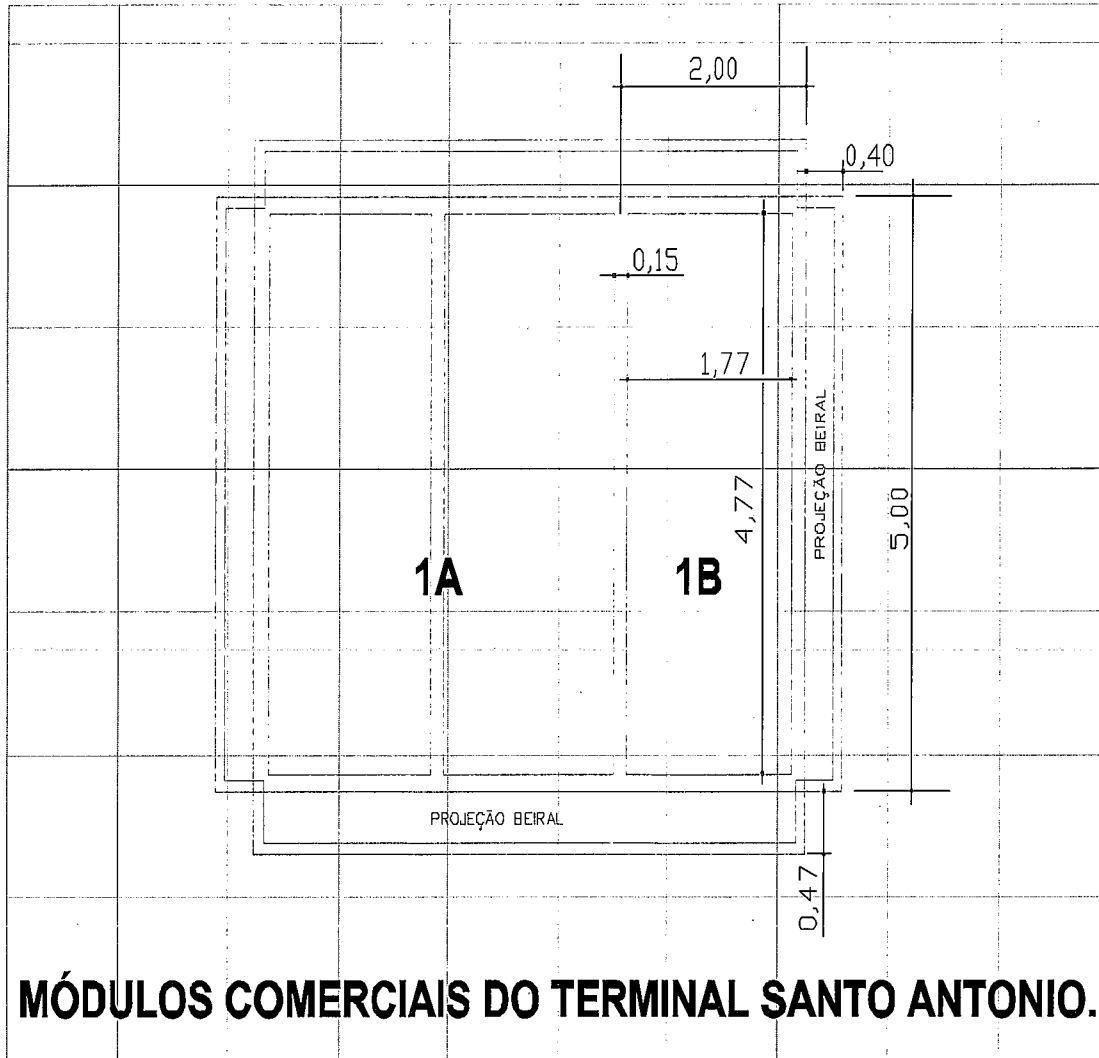 2,00
0,40
0,15
1,77
PROJEÇÃO BEIRAL
4,77
5,00
1A
1B
PROJEÇÃO BEIRAL
0,47
MÓDULOS COMERCIAIS DO TERMINAL SANTO ANTONIO.